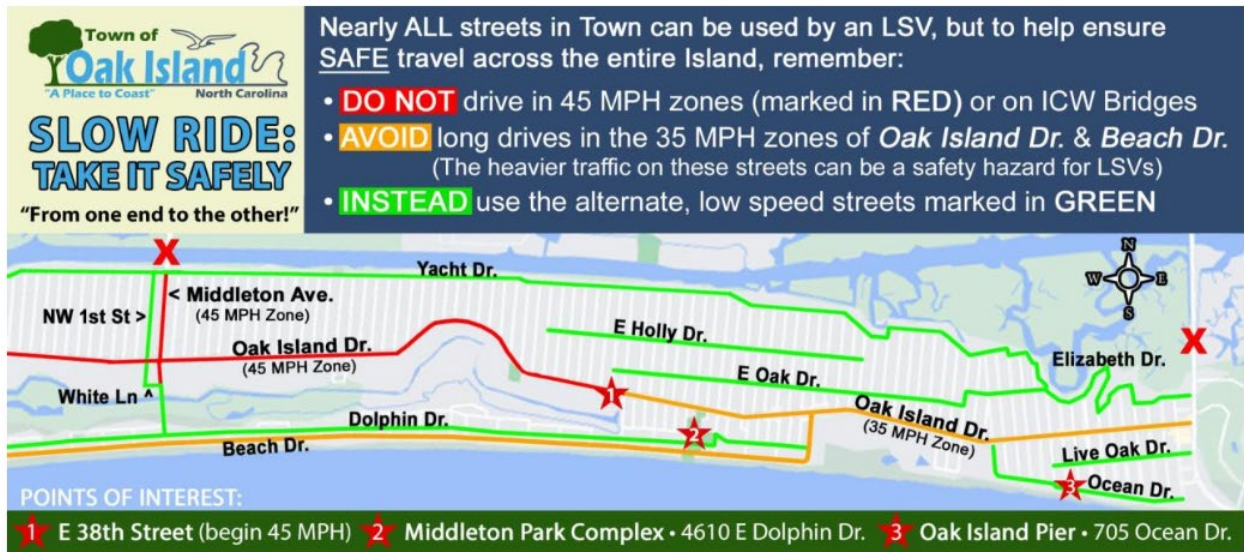 Town of
Oak Island
"A Place to Coast" North Carolina
SLOW RIDE:
TAKE IT SAFELY
"From one end to the other!"
Nearly ALL streets in Town can be used by an LSV, but to help ensure
SAFE travel across the entire Island, remember:
• DO NOT drive in 45 MPH zones (marked in RED) or on ICW Bridges
• AVOID long drives in the 35 MPH zones of Oak Island Dr. & Beach Dr.
(The heavier traffic on these streets can be a safety hazard for LSVs)
• INSTEAD use the alternate, low speed streets marked in GREEN
X
N
W E
S
Yacht Dr.
< Middleton Ave.
(45 MPH Zone)
NW 1st St >
E Holly Dr.
X
Oak Island Dr.
(45 MPH Zone)
Elizabeth Dr.
E Oak Dr.
White Ln ^
1
Oak Island Dr.
(35 MPH Zone)
Dolphin Dr.
2
Beach Dr.
Live Oak Dr.
3 Ocean Dr.
POINTS OF INTEREST:
1 E 38th Street (begin 45 MPH) 2 Middleton Park Complex • 4610 E Dolphin Dr. 3 Oak Island Pier • 705 Ocean Dr.